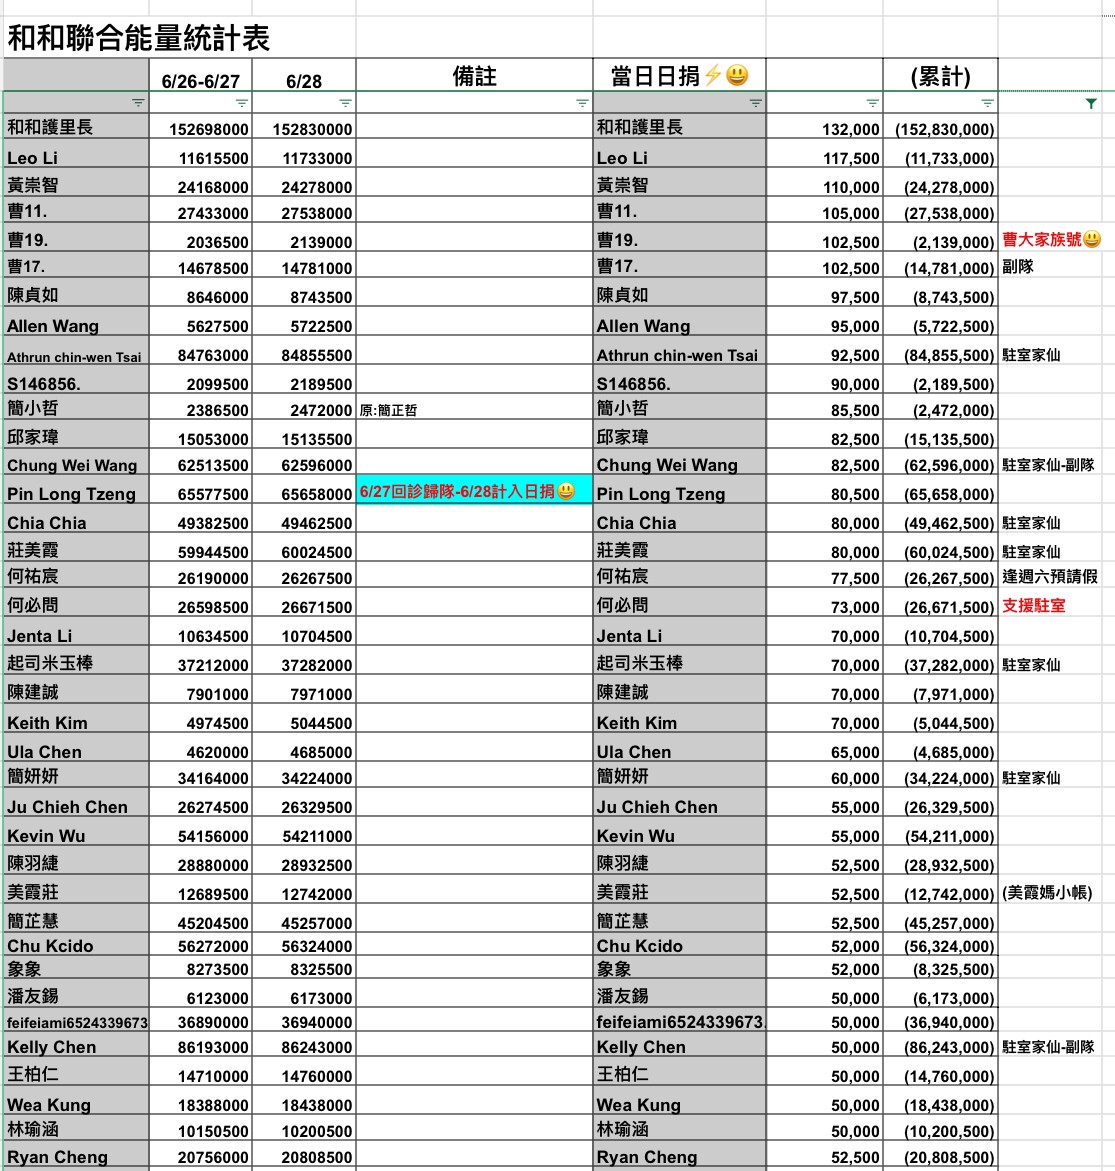 和和聯合能量統計表
6/26-6/27 6/28 備註 當日日捐⚡😃 (累計)
和和護里長 152698000 152830000 和和護里長 132,000 (152,830,000)
Leo Li 11615500 11733000 Leo Li 117,500 (11,733,000)
黃崇智 24168000 24278000 黃崇智 110,000 (24,278,000)
曹11. 27433000 27538000 曹11. 105,000 (27,538,000)
曹19. 2036500 2139000 曹19. 102,500 (2,139,000) 曹大家族號😃
曹17. 14678500 14781000 曹17. 102,500 (14,781,000) 副隊
陳貞如 8646000 8743500 陳貞如 97,500 (8,743,500)
Allen Wang 5627500 5722500 Allen Wang 95,000 (5,722,500)
Athrun chin-wen Tsai 84763000 84855500 Athrun chin-wen Tsai 92,500 (84,855,500) 駐室家仙
S146856. 2099500 2189500 S146856. 90,000 (2,189,500)
簡小哲 2386500 2472000 原:簡正哲 簡小哲 85,500 (2,472,000)
邱家瑋 15053000 15135500 邱家瑋 82,500 (15,135,500)
Chung Wei Wang 62513500 62596000 Chung Wei Wang 82,500 (62,596,000) 駐室家仙-副隊
Pin Long Tzeng 65577500 65658000 6/27回診歸隊-6/28計入日捐😃 Pin Long Tzeng 80,500 (65,658,000)
Chia Chia 49382500 49462500 Chia Chia 80,000 (49,462,500) 駐室家仙
莊美霞 59944500 60024500 莊美霞 80,000 (60,024,500) 駐室家仙
何祐宸 26190000 26267500 何祐宸 77,500 (26,267,500) 逢週六預請假
何必問 26598500 26671500 何必問 73,000 (26,671,500) 支援駐室
Jenta Li 10634500 10704500 Jenta Li 70,000 (10,704,500)
起司米玉棒 37212000 37282000 起司米玉棒 70,000 (37,282,000) 駐室家仙
陳建誠 7901000 7971000 陳建誠 70,000 (7,971,000)
Keith Kim 4974500 5044500 Keith Kim 70,000 (5,044,500)
Ula Chen 4620000 4685000 Ula Chen 65,000 (4,685,000)
簡妍妍 34164000 34224000 簡妍妍 60,000 (34,224,000) 駐室家仙
Ju Chieh Chen 26274500 26329500 Ju Chieh Chen 55,000 (26,329,500)
Kevin Wu 54156000 54211000 Kevin Wu 55,000 (54,211,000)
陳羽緁 28880000 28932500 陳羽緁 52,500 (28,932,500)
美霞莊 12689500 12742000 美霞莊 52,500 (12,742,000) (美霞媽小帳)
簡芷慧 45204500 45257000 簡芷慧 52,500 (45,257,000)
Chu Kcido 56272000 56324000 Chu Kcido 52,000 (56,324,000)
象象 8273500 8325500 象象 52,000 (8,325,500)
潘友錫 6123000 6173000 潘友錫 50,000 (6,173,000)
feifeiami6524339673 36890000 36940000 feifeiami6524339673. 50,000 (36,940,000)
Kelly Chen 86193000 86243000 Kelly Chen 50,000 (86,243,000) 駐室家仙-副隊
王柏仁 14710000 14760000 王柏仁 50,000 (14,760,000)
Wea Kung 18388000 18438000 Wea Kung 50,000 (18,438,000)
林瑜涵 10150500 10200500 林瑜涵 50,000 (10,200,500)
Ryan Cheng 20756000 20808500 Ryan Cheng 52,500 (20,808,500)